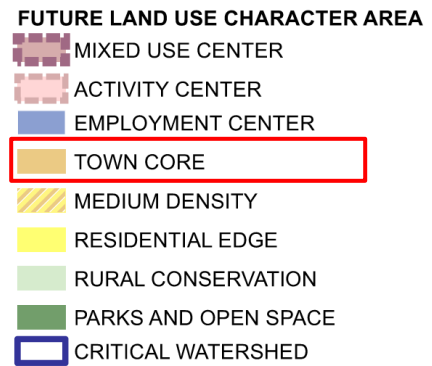 FUTURE LAND USE CHARACTER AREA
MIXED USE CENTER
ACTIVITY CENTER
EMPLOYMENT CENTER
TOWN CORE
MEDIUM DENSITY
RESIDENTIAL EDGE
RURAL CONSERVATION
PARKS AND OPEN SPACE
CRITICAL WATERSHED